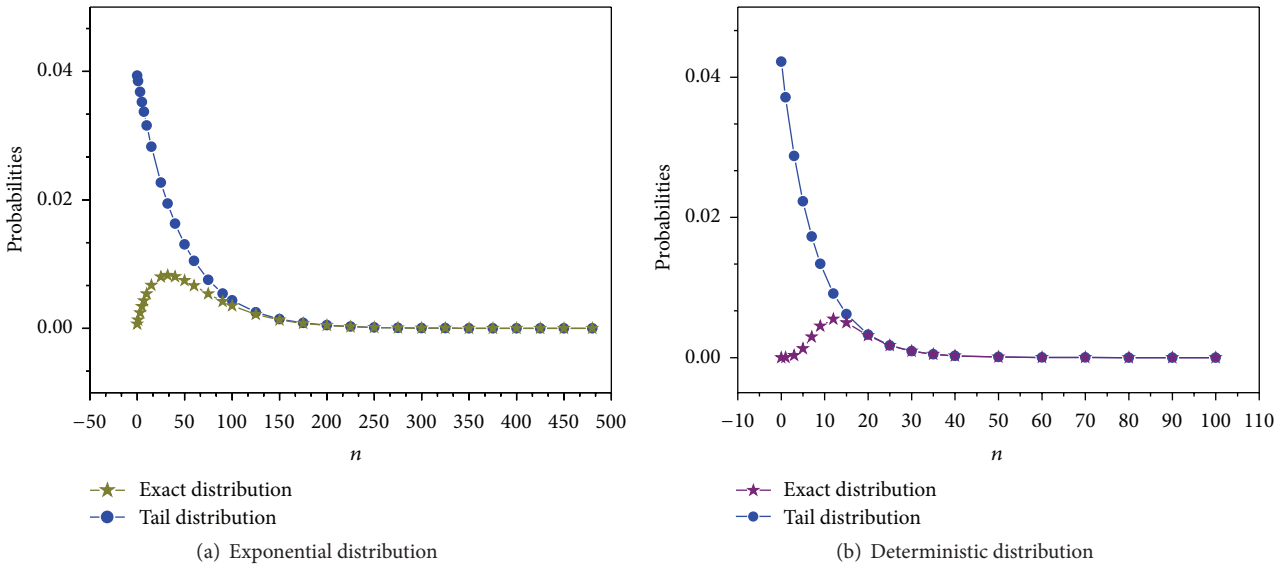 0.04
0.02
0.00
Probabilities
−50 0 50 100 150 200 250 300 350 400 450 500
n
Exact distribution
Tail distribution
(a) Exponential distribution
0.04
0.02
0.00
Probabilities
−10 0 10 20 30 40 50 60 70 80 90 100 110
n
Exact distribution
Tail distribution
(b) Deterministic distribution